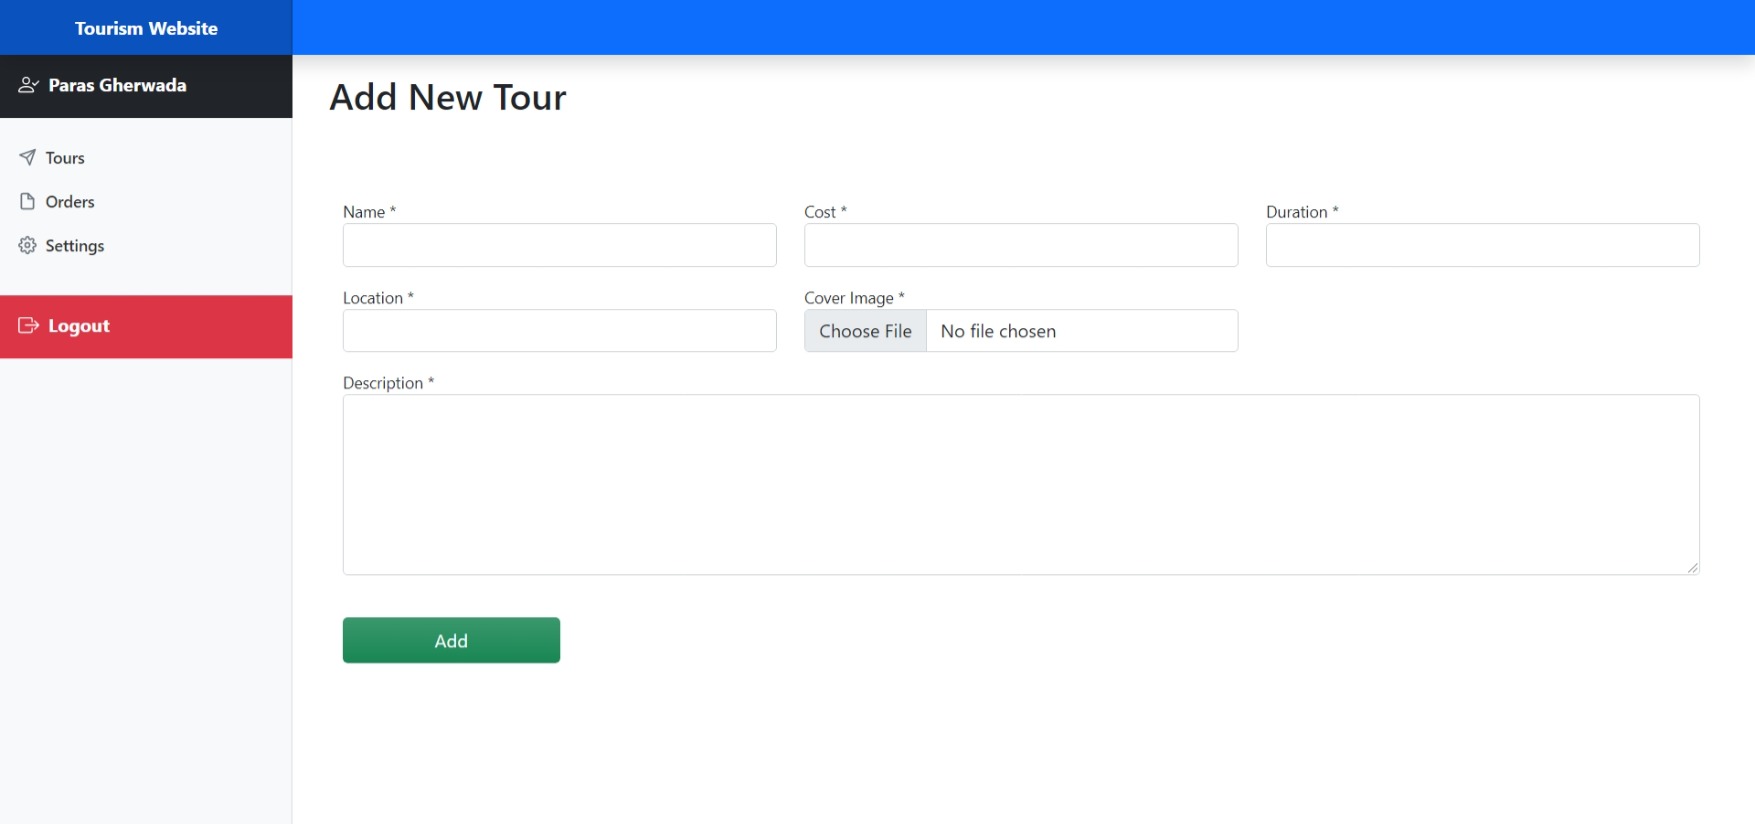 Tourism Website
Paras Gherwada
Tours
Orders
Settings
Logout
Add New Tour
Name *
Cost *
Duration *
Location *
Cover Image *
Choose File
No file chosen
Description *
Add